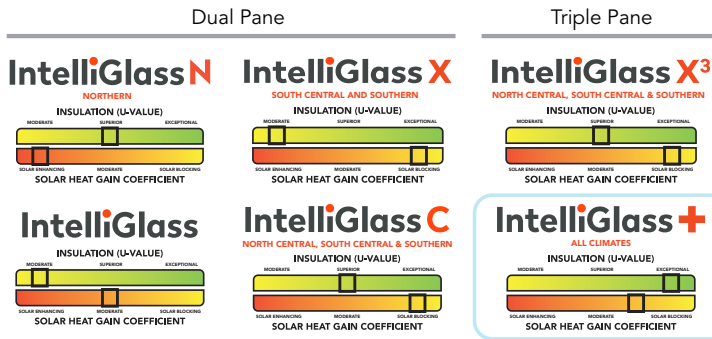 Dual Pane
Triple Pane
IntelliGlass N
NORTHERN
INSULATION (U-VALUE)
MODERATE SUPERIOR EXCEPTIONAL
SOLAR ENHANCING MODERATE SOLAR BLOCKING
SOLAR HEAT GAIN COEFFICIENT
IntelliGlass X
SOUTH CENTRAL AND SOUTHERN
INSULATION (U-VALUE)
MODERATE SUPERIOR EXCEPTIONAL
SOLAR ENHANCING MODERATE SOLAR BLOCKING
SOLAR HEAT GAIN COEFFICIENT
IntelliGlass X³
NORTH CENTRAL, SOUTH CENTRAL & SOUTHERN
INSULATION (U-VALUE)
MODERATE SUPERIOR EXCEPTIONAL
SOLAR ENHANCING MODERATE SOLAR BLOCKING
SOLAR HEAT GAIN COEFFICIENT
IntelliGlass
INSULATION (U-VALUE)
MODERATE SUPERIOR EXCEPTIONAL
SOLAR ENHANCING MODERATE SOLAR BLOCKING
SOLAR HEAT GAIN COEFFICIENT
IntelliGlass C
NORTH CENTRAL, SOUTH CENTRAL & SOUTHERN
INSULATION (U-VALUE)
MODERATE SUPERIOR EXCEPTIONAL
SOLAR ENHANCING MODERATE SOLAR BLOCKING
SOLAR HEAT GAIN COEFFICIENT
IntelliGlass +
ALL CLIMATES
INSULATION (U-VALUE)
MODERATE SUPERIOR EXCEPTIONAL
SOLAR ENHANCING MODERATE SOLAR BLOCKING
SOLAR HEAT GAIN COEFFICIENT